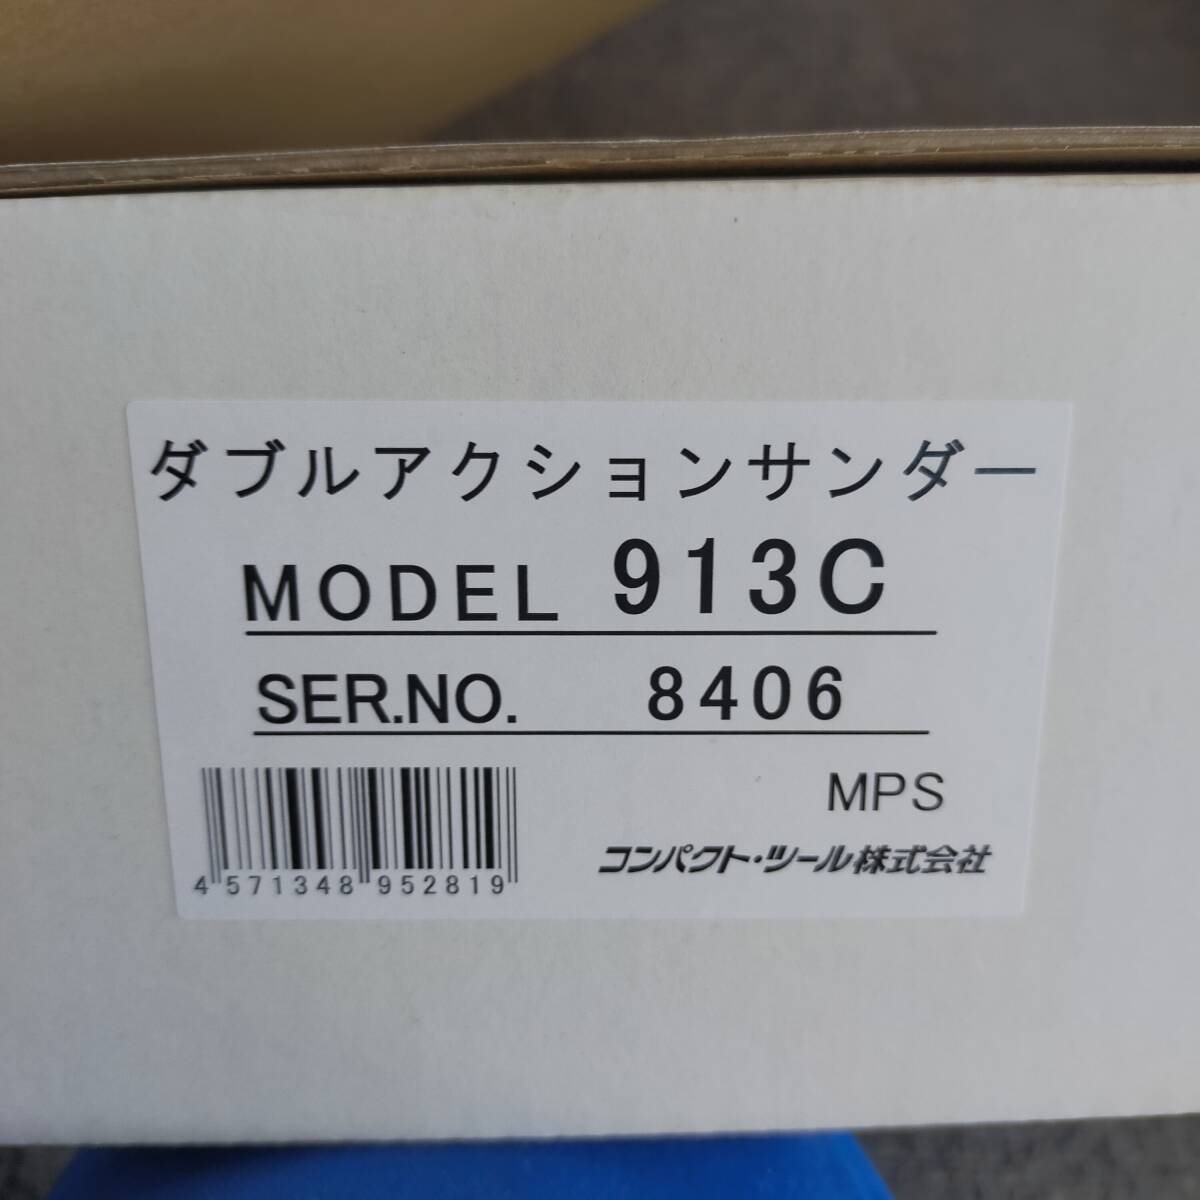 ダブルアクションサンダー
MODEL 913C
SER.NO. 8406
MPS
コンパクト・ツール株式会社
4 571348 952819